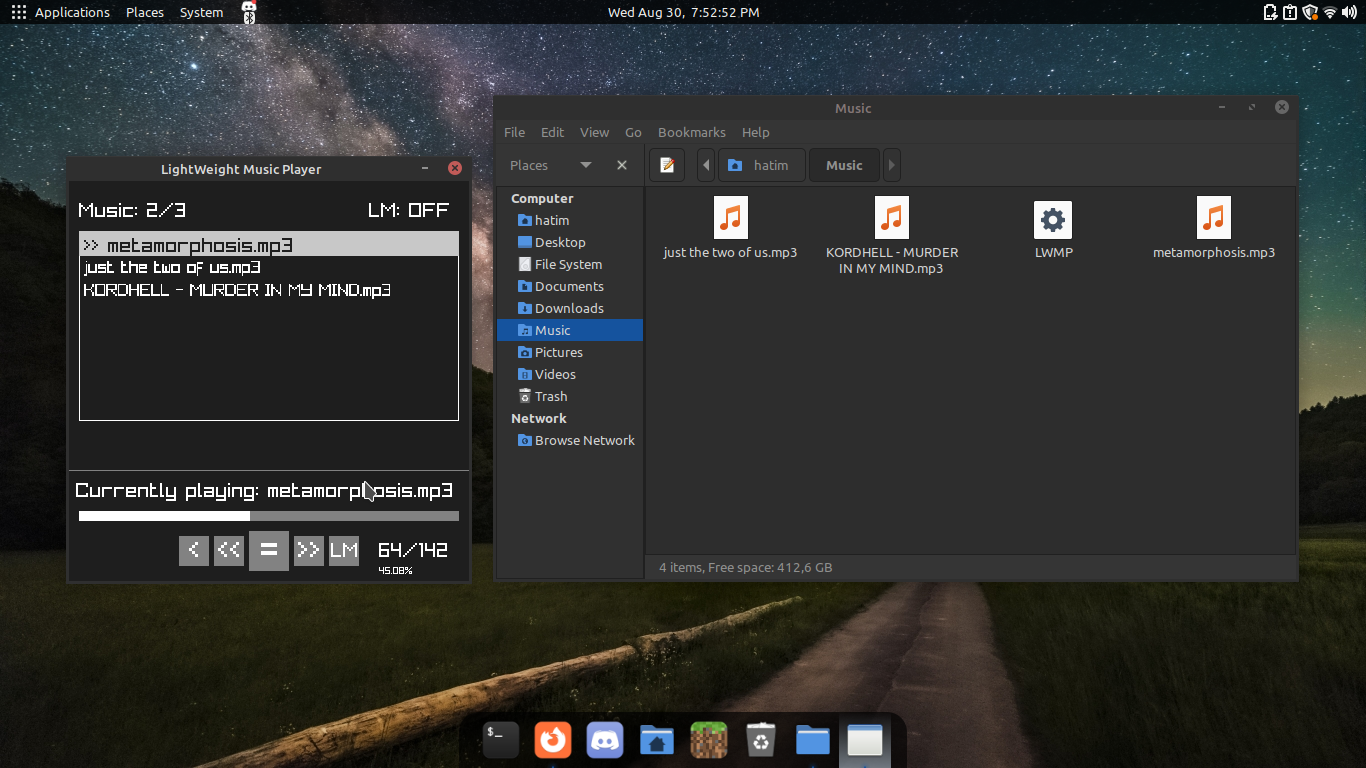 Applications Places System
Wed Aug 30, 7:52:52 PM
LightWeight Music Player
Music: 2/3
LM: OFF
>> metamorphosis.mp3
just the two of us.mp3
KORDHELL - MURDER IN MY MIND.mp3
Currently playing: metamorphosis.mp3
< << = >> LM 64/142
45.08%
Music
File Edit View Go Bookmarks Help
Places
hatim
Music
Computer
hatim
Desktop
File System
Documents
Downloads
Music
Pictures
Videos
Trash
Network
Browse Network
just the two of us.mp3
KORDHELL - MURDER
IN MY MIND.mp3
LWMP
metamorphosis.mp3
4 items, Free space: 412,6 GB
$_